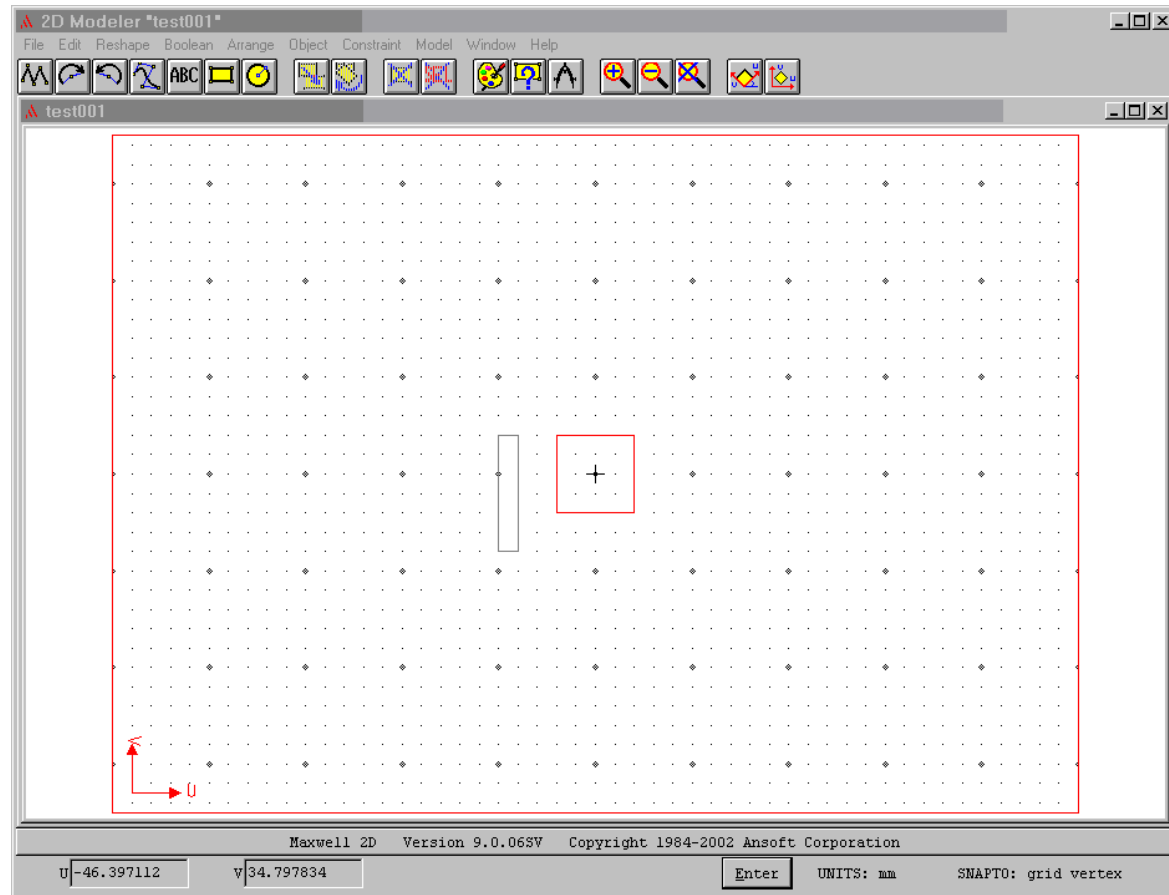 2D Modeler "test001"
File Edit Reshape Boolean Arrange Object Constraint Model Window Help
ABC
test001
V
U
Maxwell 2D Version 9.0.06SV Copyright 1984-2002 Ansoft Corporation
U -46.397112 V 34.797834 Enter UNITS: mm SNAPTO: grid vertex